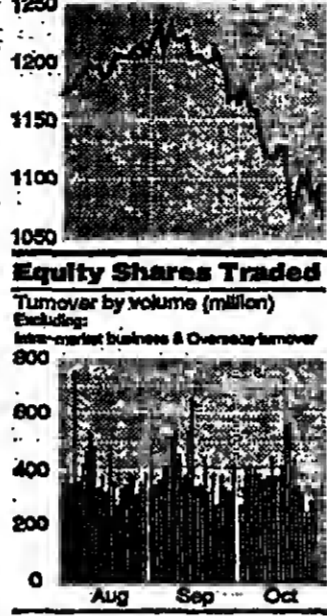 1250
1200
1150
1100
1050
Equity Shares Traded
Turnover by volume (million)
Excluding:
Intra-market business & Overseas turnover
800
600
400
200
0
Aug Sep Oct